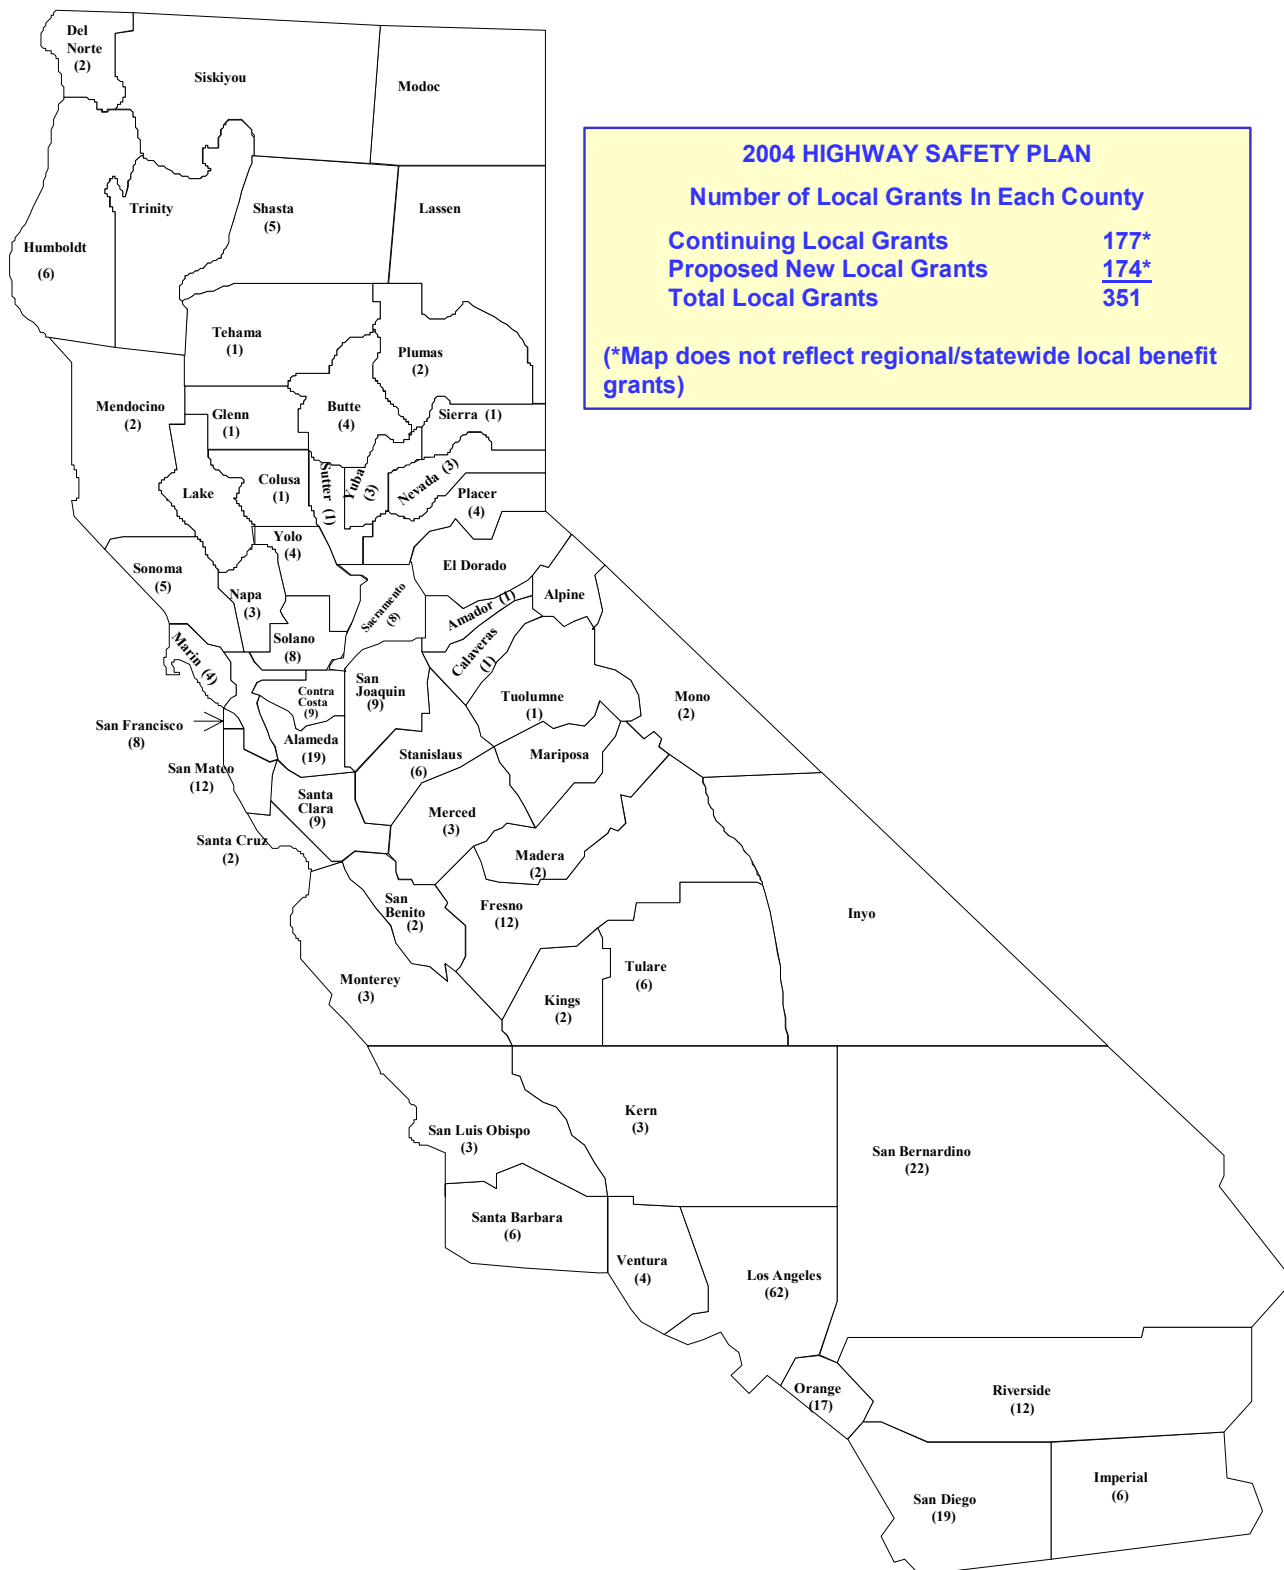 Del
Norte
(2)
Siskiyou
Modoc
2004 HIGHWAY SAFETY PLAN
Number of Local Grants In Each County
Continuing Local Grants 177*
Proposed New Local Grants 174*
Total Local Grants 351
(*Map does not reflect regional/statewide local benefit
grants)
Humboldt
(6)
Trinity
Shasta
(5)
Lassen
Tehama
(1)
Plumas
(2)
Mendocino
(2)
Glenn
(1)
Butte
(4)
Sierra (1)
Lake
Colusa
(1)
Sutter (1)
Yuba
(3)
Nevada (3)
Placer
(4)
Yolo
(4)
Sonoma
(5)
Napa
(3)
Sacramento
(8)
El Dorado
Amador (1)
Alpine
Solano
(8)
Marin (4)
Calaveras
(1)
Contra
Costa
(9)
San
Joaquin
(9)
Tuolumne
(1)
Mono
(2)
San Francisco
(8)
Alameda
(19)
Stanislaus
(6)
Mariposa
San Mateo
(12)
Santa
Clara
(9)
Merced
(3)
Santa Cruz
(2)
Madera
(2)
San
Benito
(2)
Fresno
(12)
Inyo
Monterey
(3)
Kings
(2)
Tulare
(6)
San Luis Obispo
(3)
Kern
(3)
San Bernardino
(22)
Santa Barbara
(6)
Ventura
(4)
Los Angeles
(62)
Orange
(17)
Riverside
(12)
San Diego
(19)
Imperial
(6)